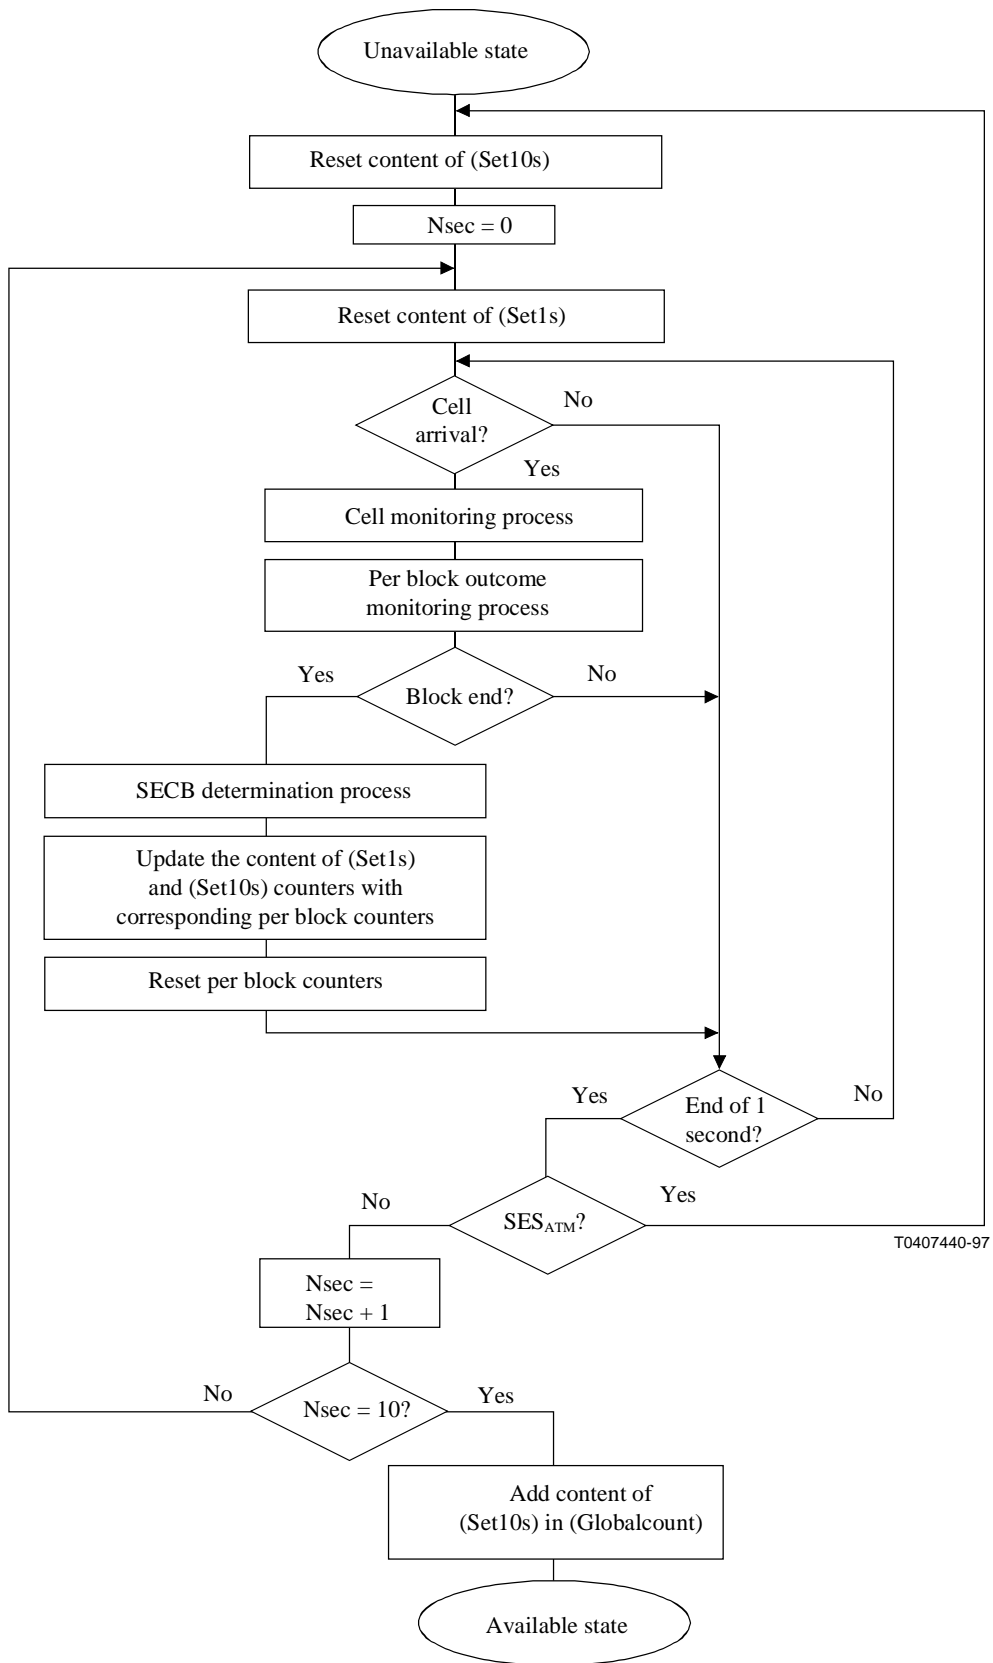 Unavailable state
Reset content of (Set10s)
Nsec = 0
Reset content of (Set1s)
Cell
arrival?
No
Yes
Cell monitoring process
Per block outcome
monitoring process
Yes
No
Block end?
SECB determination process
Update the content of (Set1s)
and (Set10s) counters with
corresponding per block counters
Reset per block counters
Yes
End of 1
second?
No
No
SESATM?
Yes
T0407440-97
Nsec =
Nsec + 1
No
Nsec = 10?
Yes
Add content of
(Set10s) in (Globalcount)
Available state